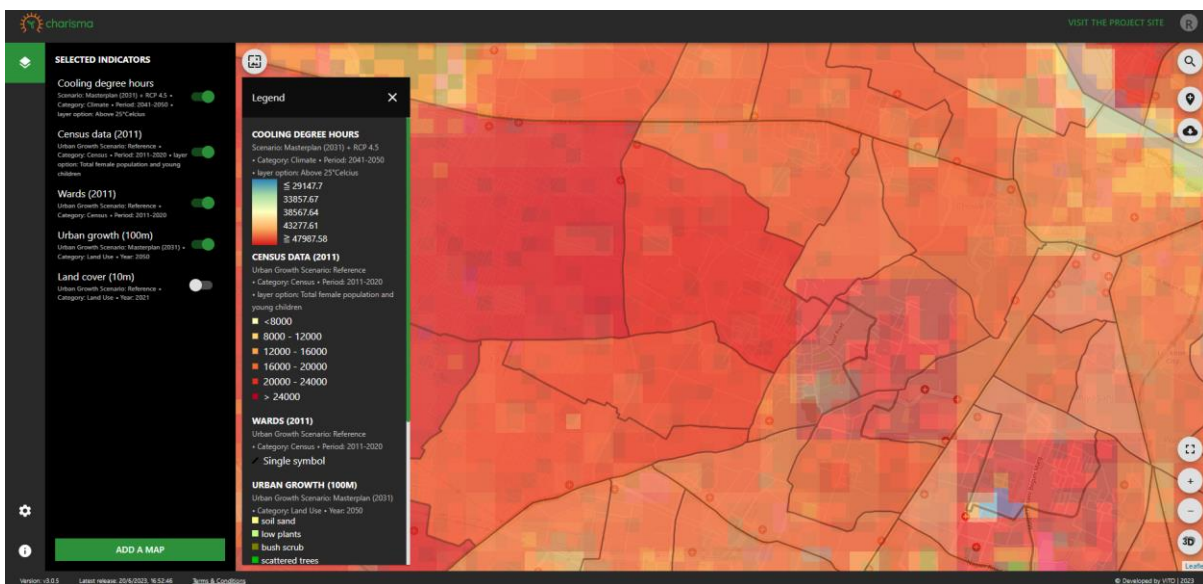 charisma
VISIT THE PROJECT SITE
R
SELECTED INDICATORS
Cooling degree hours
Scenario: Masterplan (2031) • RCP 4.5 •
Category: Climate • Period: 2041-2050 •
layer option: Above 25°Celcius
Census data (2011)
Urban Growth Scenario: Reference •
Category: Census • Period: 2011-2020 • layer
option: Total female population and young
children
Wards (2011)
Urban Growth Scenario: Reference •
Category: Census • Period: 2011-2020
Urban growth (100m)
Urban Growth Scenario: Masterplan (2031) •
Category: Land Use • Year: 2050
Land cover (10m)
Urban Growth Scenario: Reference •
Category: Land Use • Year: 2021
ADD A MAP
Legend
COOLING DEGREE HOURS
Scenario: Masterplan (2031) • RCP 4.5
• Category: Climate • Period: 2041-2050
• layer option: Above 25°Celcius
≦ 29147.7
33857.67
38567.64
43277.61
≧ 47987.58
CENSUS DATA (2011)
Urban Growth Scenario: Reference
• Category: Census • Period: 2011-2020
• layer option: Total female population and
young children
<8000
8000 - 12000
12000 - 16000
16000 - 20000
20000 - 24000
> 24000
WARDS (2011)
Urban Growth Scenario: Reference
• Category: Census • Period: 2011-2020
Single symbol
URBAN GROWTH (100M)
Urban Growth Scenario: Masterplan (2031)
• Category: Land Use • Year: 2050
soil sand
low plants
bush scrub
scattered trees
+
−
3D
Version: v3.0.5 Latest release: 20/6/2023, 16:52:46 Terms & Conditions
© Developed by VITO | 2023